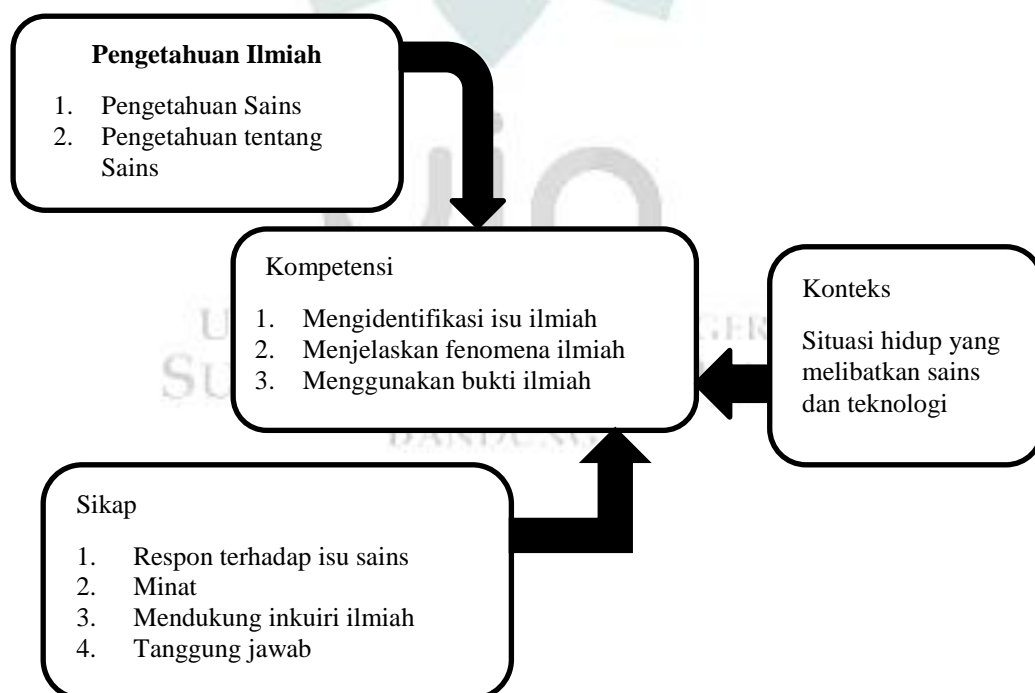 Pengetahuan Ilmiah
1. Pengetahuan Sains
2. Pengetahuan tentang
Sains
Kompetensi
1. Mengidentifikasi isu ilmiah
2. Menjelaskan fenomena ilmiah
3. Menggunakan bukti ilmiah
Konteks
Situasi hidup yang
melibatkan sains
dan teknologi
Sikap
1. Respon terhadap isu sains
2. Minat
3. Mendukung inkuiri ilmiah
4. Tanggung jawab
uin